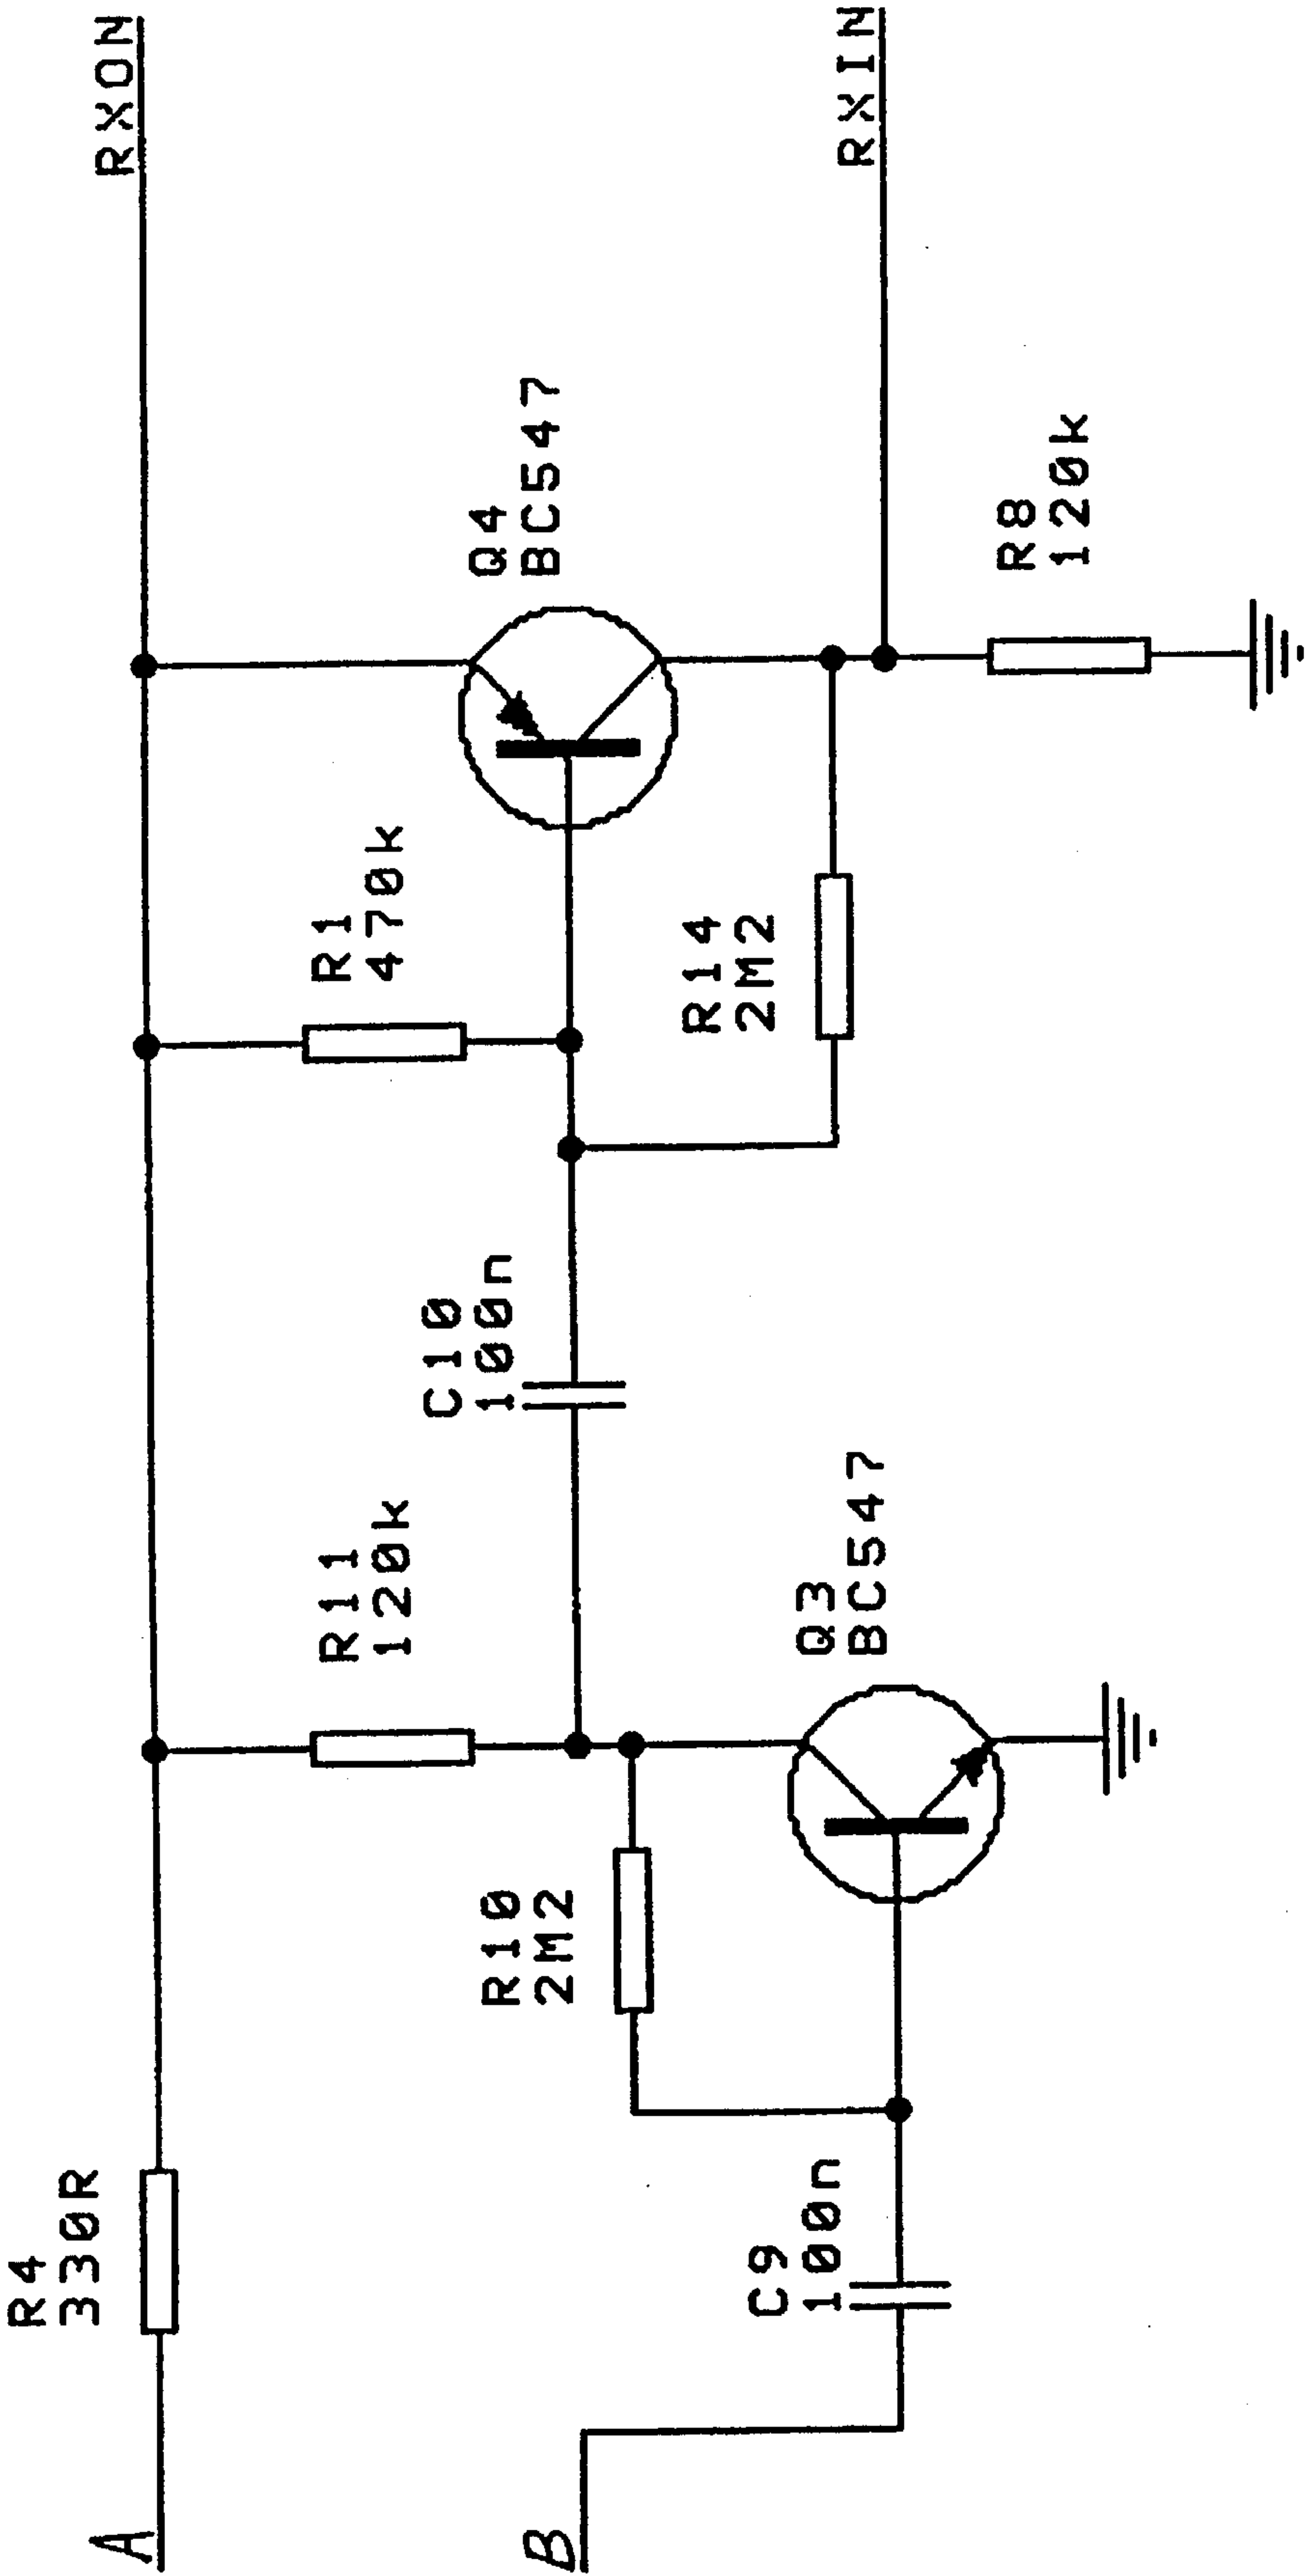 A
R4
330R
RXON
R11
120k
R1
470k
B
R10
2M2
C10
100n
Q4
BC547
C9
100n
Q3
BC547
R14
2M2
RXIN
R8
120k